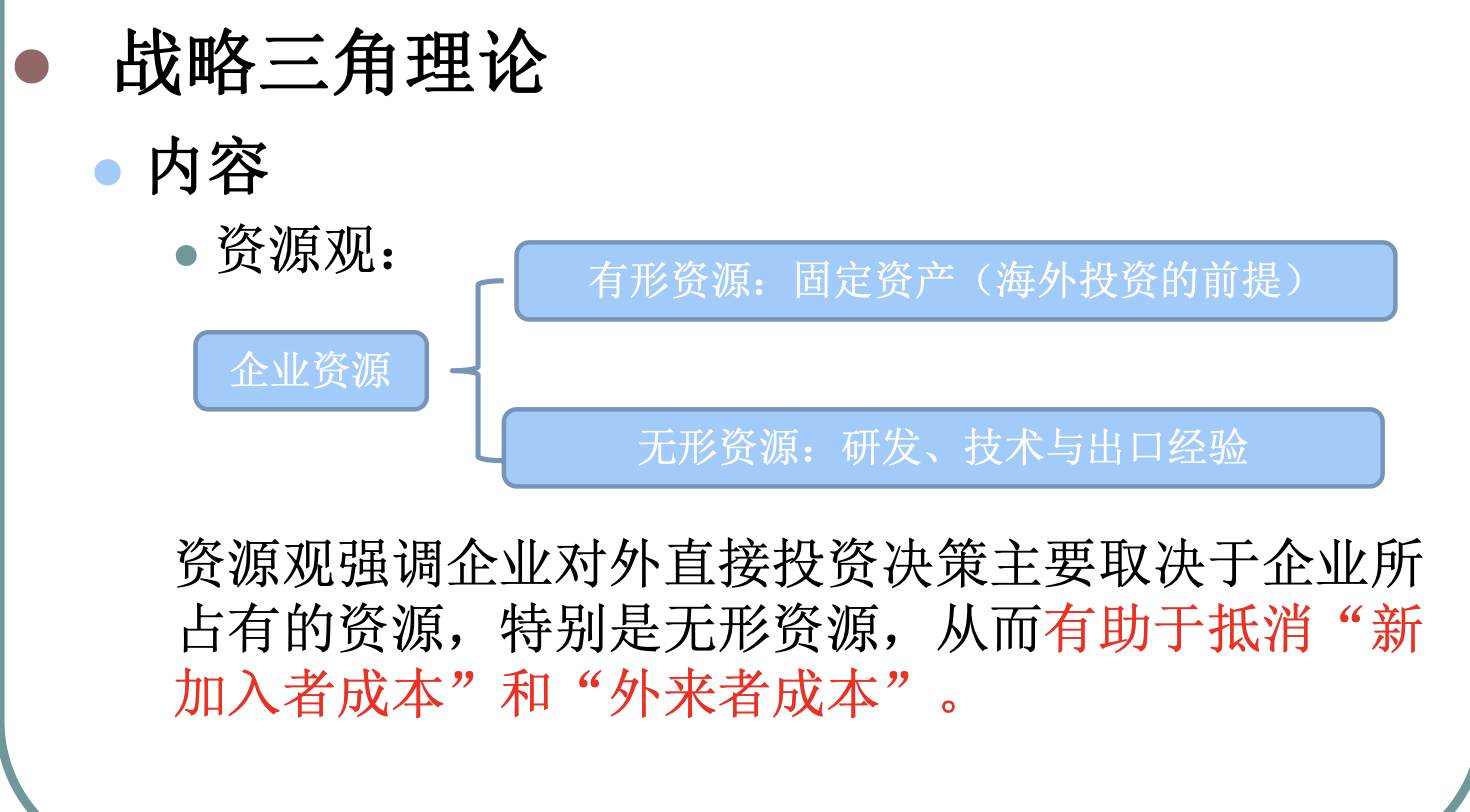 战略三角理论
内容
资源观：
有形资源：固定资产（海外投资的前提）
企业资源
无形资源：研发、技术与出口经验
资源观强调企业对外直接投资决策主要取决于企业所
占有的资源，特别是无形资源，从而有助于抵消“新
加入者成本”和“外来者成本”。